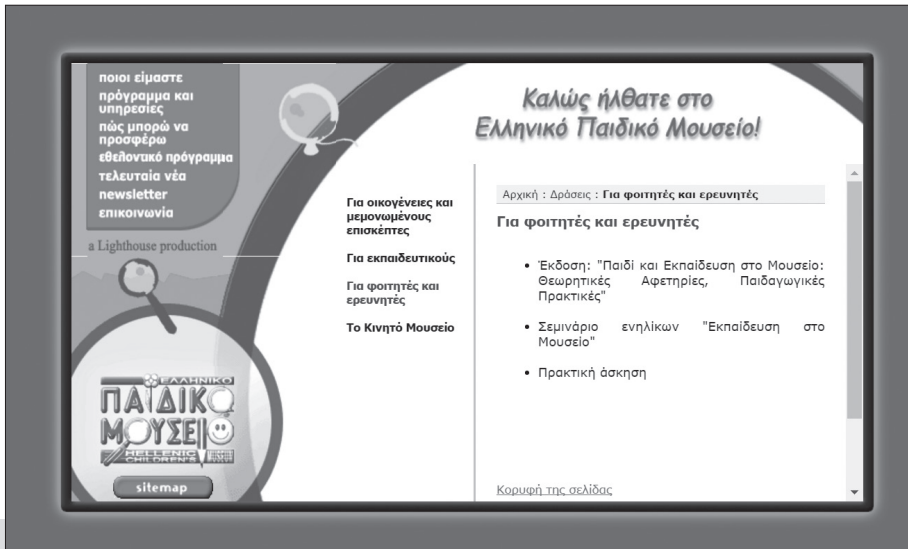 ποιοι είμαστε
πρόγραμμα και
υπηρεσίες
πώς μπορώ να
προσφέρω
εθελοντικό πρόγραμμα
τελευταία νέα
newsletter
επικοινωνία
a Lighthouse production
ΕΛΛΗΝΙΚΟ
ΠΑΙΔΙΚΟ
ΜΟΥΣΕΙΟ
HELLENIC
CHILDREN'S
sitemap
Καλώς ήλθατε στο
Ελληνικό Παιδικό Μουσείο!
Για οικογένειες και
μεμονωμένους
επισκέπτες
Για εκπαιδευτικούς
Για φοιτητές και
ερευνητές
Το Κινητό Μουσείο
Αρχική : Δράσεις : Για φοιτητές και ερευνητές
Για φοιτητές και ερευνητές
• Έκδοση: "Παιδί και Εκπαίδευση στο Μουσείο:
Θεωρητικές Αφετηρίες, Παιδαγωγικές
Πρακτικές"
• Σεμινάριο ενηλίκων "Εκπαίδευση στο
Μουσείο"
• Πρακτική άσκηση
Κορυφή της σελίδας